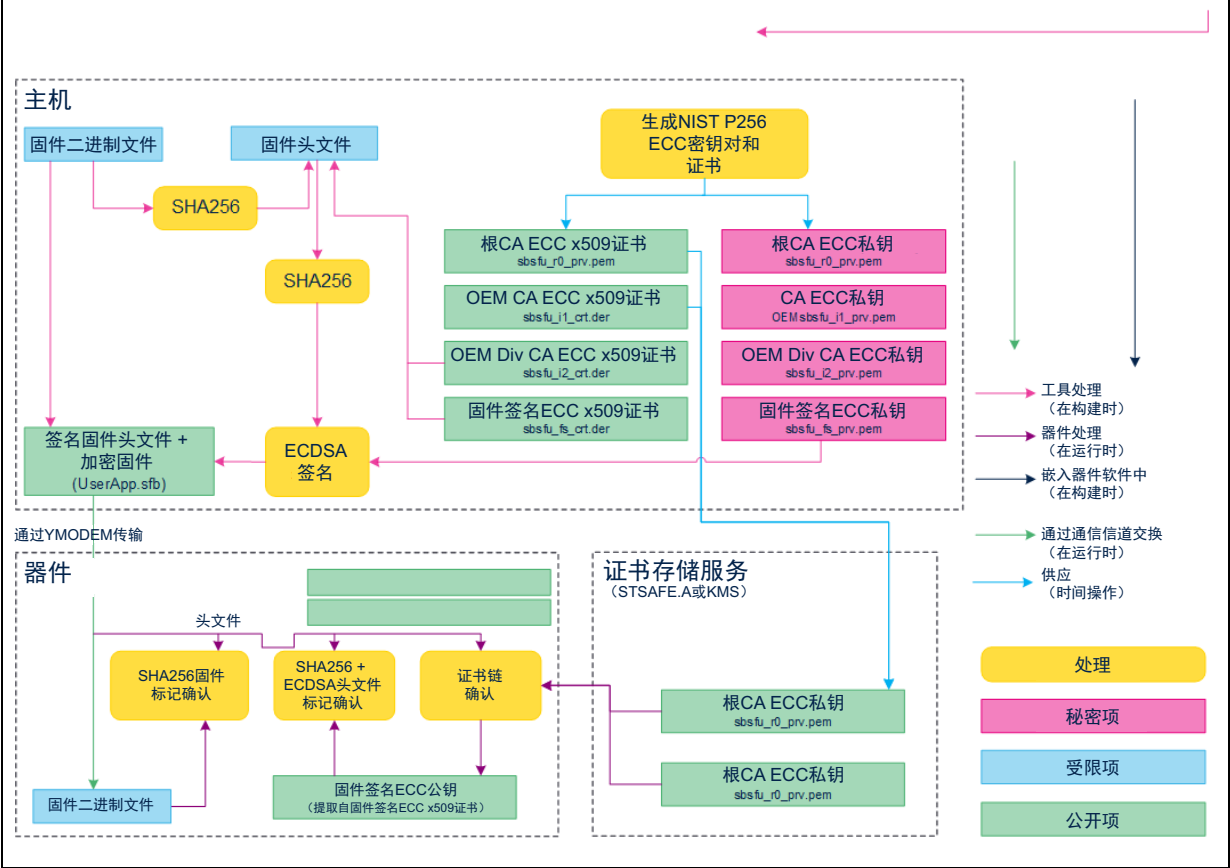 主机
固件二进制文件
固件头文件
生成NIST P256
ECC密钥对和
证书
SHA256
SHA256
根CA ECC x509证书
sbsfu_r0_prv.pem
根CA ECC私钥
sbsfu_r0_prv.pem
OEM CA ECC x509证书
sbsfu_i1_crt.der
CA ECC私钥
OEMsbsfu_i1_prv.pem
OEM Div CA ECC x509证书
sbsfu_i2_crt.der
OEM Div CA ECC私钥
sbsfu_i2_prv.pem
固件签名ECC x509证书
sbsfu_fs_crt.der
固件签名ECC私钥
sbsfu_fs_prv.pem
签名固件头文件 +
加密固件
(UserApp.sfb)
ECDSA
签名
工具处理
（在构建时）
器件处理
（在运行时）
嵌入器件软件中
（在构建时）
通过通信信道交换
（在运行时）
供应
（时间操作）
通过YMODEM传输
器件
头文件
SHA256固件
标记确认
SHA256 +
ECDSA头文件
标记确认
证书链
确认
固件二进制文件
固件签名ECC公钥
（提取自固件签名ECC x509证书）
证书存储服务
（STSAFE.A或KMS）
根CA ECC私钥
sbsfu_r0_prv.pem
根CA ECC私钥
sbsfu_r0_prv.pem
处理
秘密项
受限项
公开项